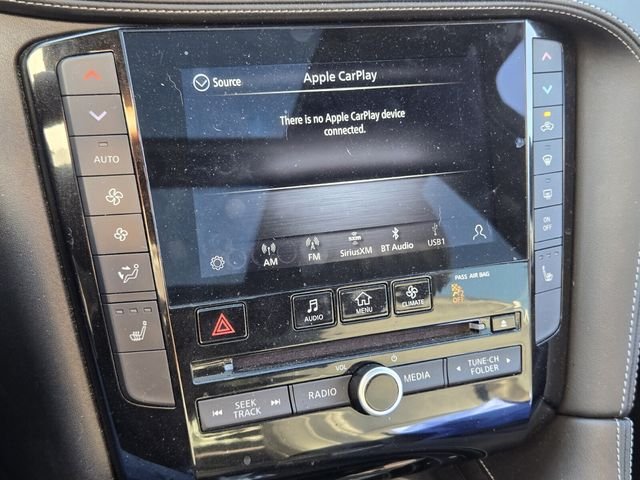 Source
Apple CarPlay
There is no Apple CarPlay device
connected.
AM
FM
SiriusXM
BT Audio
USB1
AUTO
ON
OFF
PASS AIR BAG
AUDIO
MENU
CLIMATE
VOL
SEEK
TRACK
RADIO
MEDIA
TUNE·CH
FOLDER